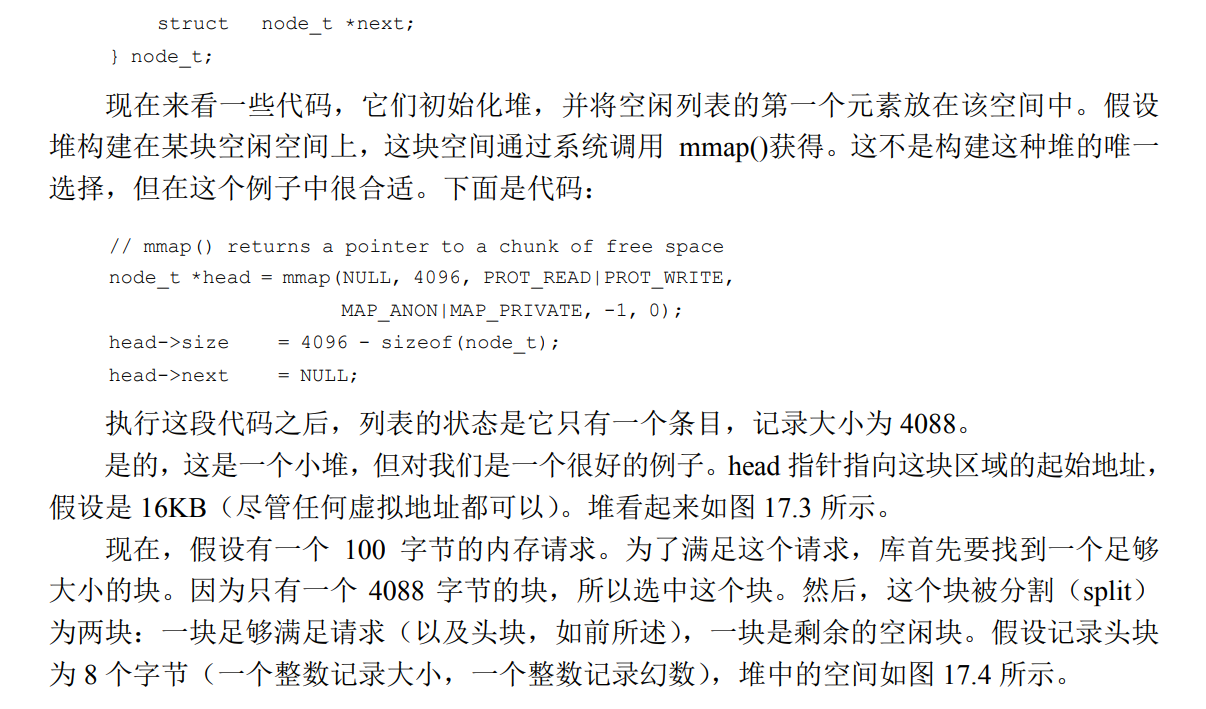 struct node_t *next;
} node_t;
现在来看一些代码，它们初始化堆，并将空闲列表的第一个元素放在该空间中。假设
堆构建在某块空闲空间上，这块空间通过系统调用 mmap()获得。这不是构建这种堆的唯一
选择，但在这个例子中很合适。下面是代码：
// mmap() returns a pointer to a chunk of free space
node_t *head = mmap(NULL, 4096, PROT_READ|PROT_WRITE,
MAP_ANON|MAP_PRIVATE, -1, 0);
head->size = 4096 - sizeof(node_t);
head->next = NULL;
执行这段代码之后，列表的状态是它只有一个条目，记录大小为 4088。
是的，这是一个小堆，但对我们是一个很好的例子。head 指针指向这块区域的起始地址，
假设是 16KB（尽管任何虚拟地址都可以）。堆看起来如图 17.3 所示。
现在，假设有一个 100 字节的内存请求。为了满足这个请求，库首先要找到一个足够
大小的块。因为只有一个 4088 字节的块，所以选中这个块。然后，这个块被分割（split）
为两块：一块足够满足请求（以及头块，如前所述），一块是剩余的空闲块。假设记录头块
为 8 个字节（一个整数记录大小，一个整数记录幻数），堆中的空间如图 17.4 所示。